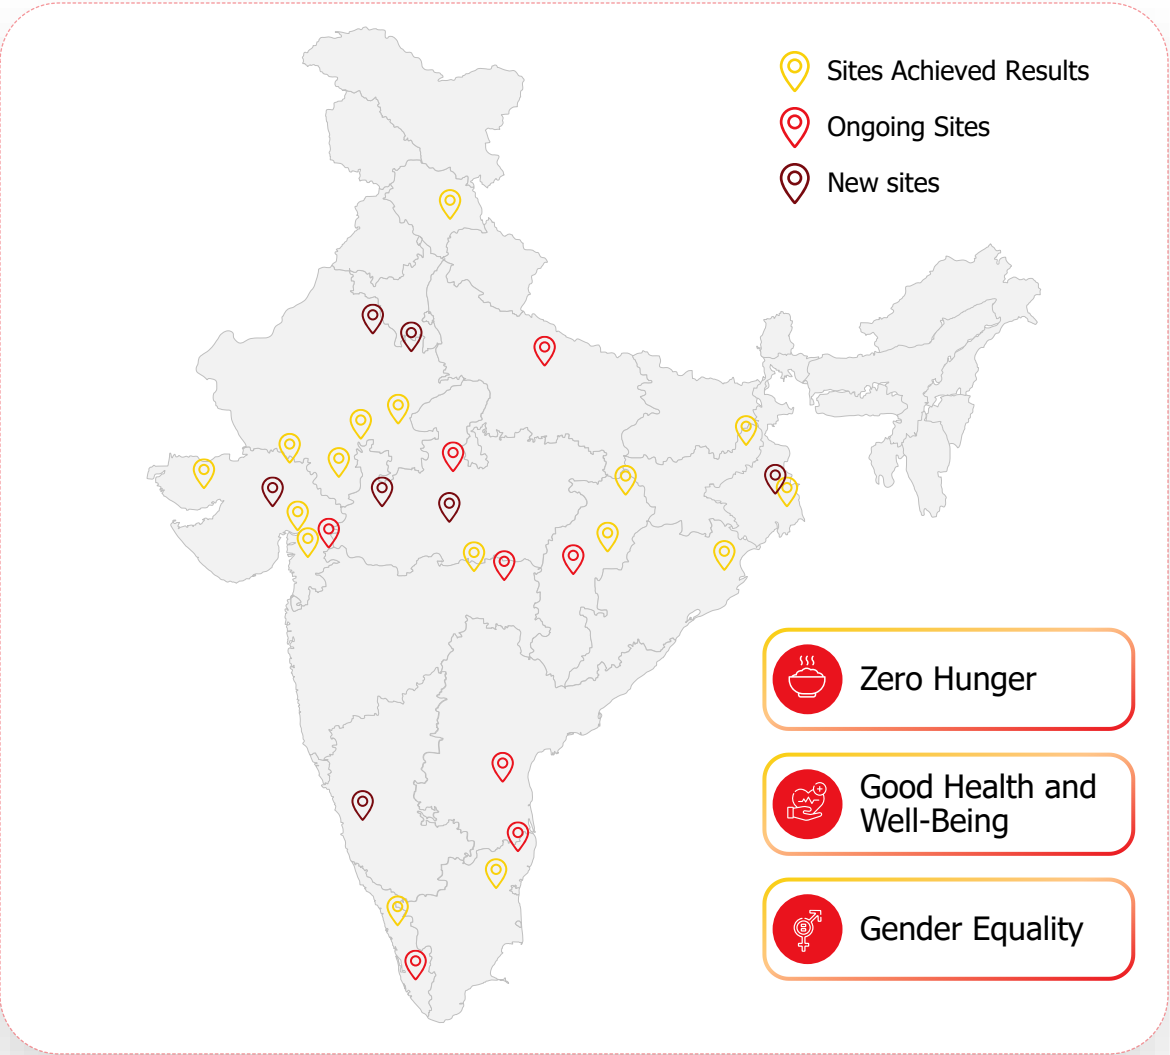 Sites Achieved Results
Ongoing Sites
New sites
Zero Hunger
Good Health and
Well-Being
Gender Equality